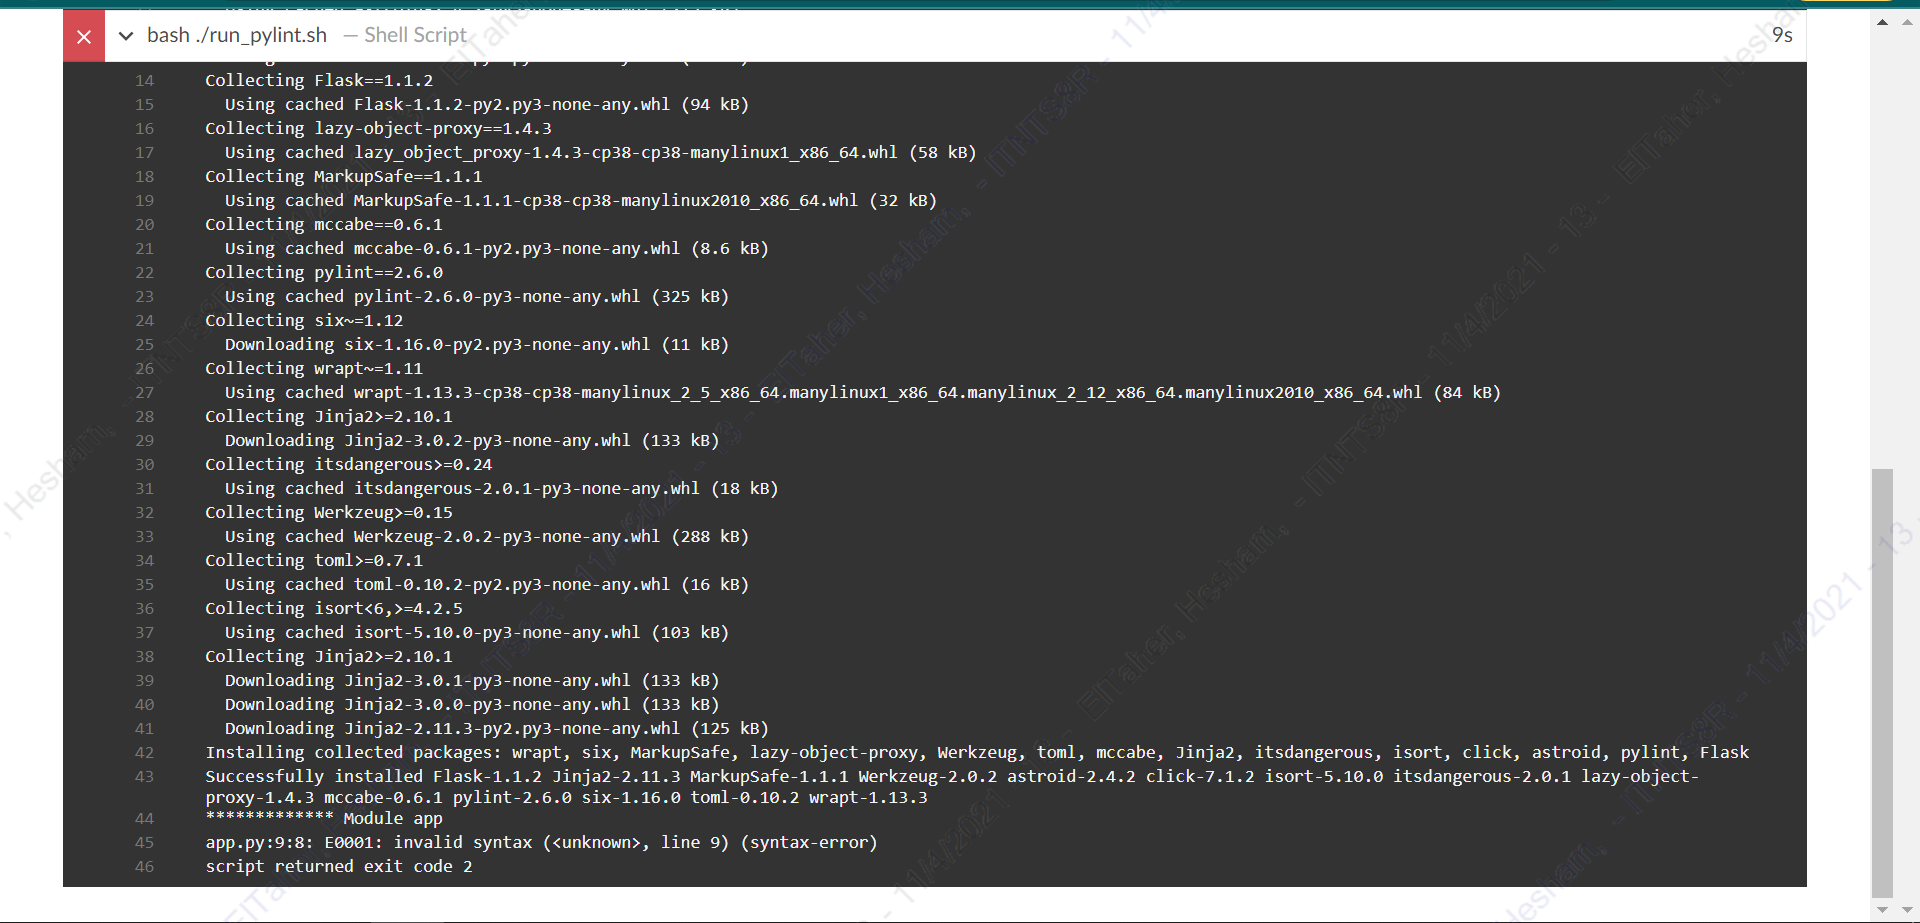 bash ./run_pylint.sh — Shell Script 9s
14 Collecting Flask==1.1.2
15 Using cached Flask-1.1.2-py2.py3-none-any.whl (94 kB)
16 Collecting lazy-object-proxy==1.4.3
17 Using cached lazy_object_proxy-1.4.3-cp38-cp38-manylinux1_x86_64.whl (58 kB)
18 Collecting MarkupSafe==1.1.1
19 Using cached MarkupSafe-1.1.1-cp38-cp38-manylinux2010_x86_64.whl (32 kB)
20 Collecting mccabe==0.6.1
21 Using cached mccabe-0.6.1-py2.py3-none-any.whl (8.6 kB)
22 Collecting pylint==2.6.0
23 Using cached pylint-2.6.0-py3-none-any.whl (325 kB)
24 Collecting six~=1.12
25 Downloading six-1.16.0-py2.py3-none-any.whl (11 kB)
26 Collecting wrapt~=1.11
27 Using cached wrapt-1.13.3-cp38-cp38-manylinux_2_5_x86_64.manylinux1_x86_64.manylinux_2_12_x86_64.manylinux2010_x86_64.whl (84 kB)
28 Collecting Jinja2>=2.10.1
29 Downloading Jinja2-3.0.2-py3-none-any.whl (133 kB)
30 Collecting itsdangerous>=0.24
31 Using cached itsdangerous-2.0.1-py3-none-any.whl (18 kB)
32 Collecting Werkzeug>=0.15
33 Using cached Werkzeug-2.0.2-py3-none-any.whl (288 kB)
34 Collecting toml>=0.7.1
35 Using cached toml-0.10.2-py2.py3-none-any.whl (16 kB)
36 Collecting isort<6,>=4.2.5
37 Using cached isort-5.10.0-py3-none-any.whl (103 kB)
38 Collecting Jinja2>=2.10.1
39 Downloading Jinja2-3.0.1-py3-none-any.whl (133 kB)
40 Downloading Jinja2-3.0.0-py3-none-any.whl (133 kB)
41 Downloading Jinja2-2.11.3-py2.py3-none-any.whl (125 kB)
42 Installing collected packages: wrapt, six, MarkupSafe, lazy-object-proxy, Werkzeug, toml, mccabe, Jinja2, itsdangerous, isort, click, astroid, pylint, Flask
43 Successfully installed Flask-1.1.2 Jinja2-2.11.3 MarkupSafe-1.1.1 Werkzeug-2.0.2 astroid-2.4.2 click-7.1.2 isort-5.10.0 itsdangerous-2.0.1 lazy-object-
proxy-1.4.3 mccabe-0.6.1 pylint-2.6.0 six-1.16.0 toml-0.10.2 wrapt-1.13.3
44 ************* Module app
45 app.py:9:8: E0001: invalid syntax (<unknown>, line 9) (syntax-error)
46 script returned exit code 2